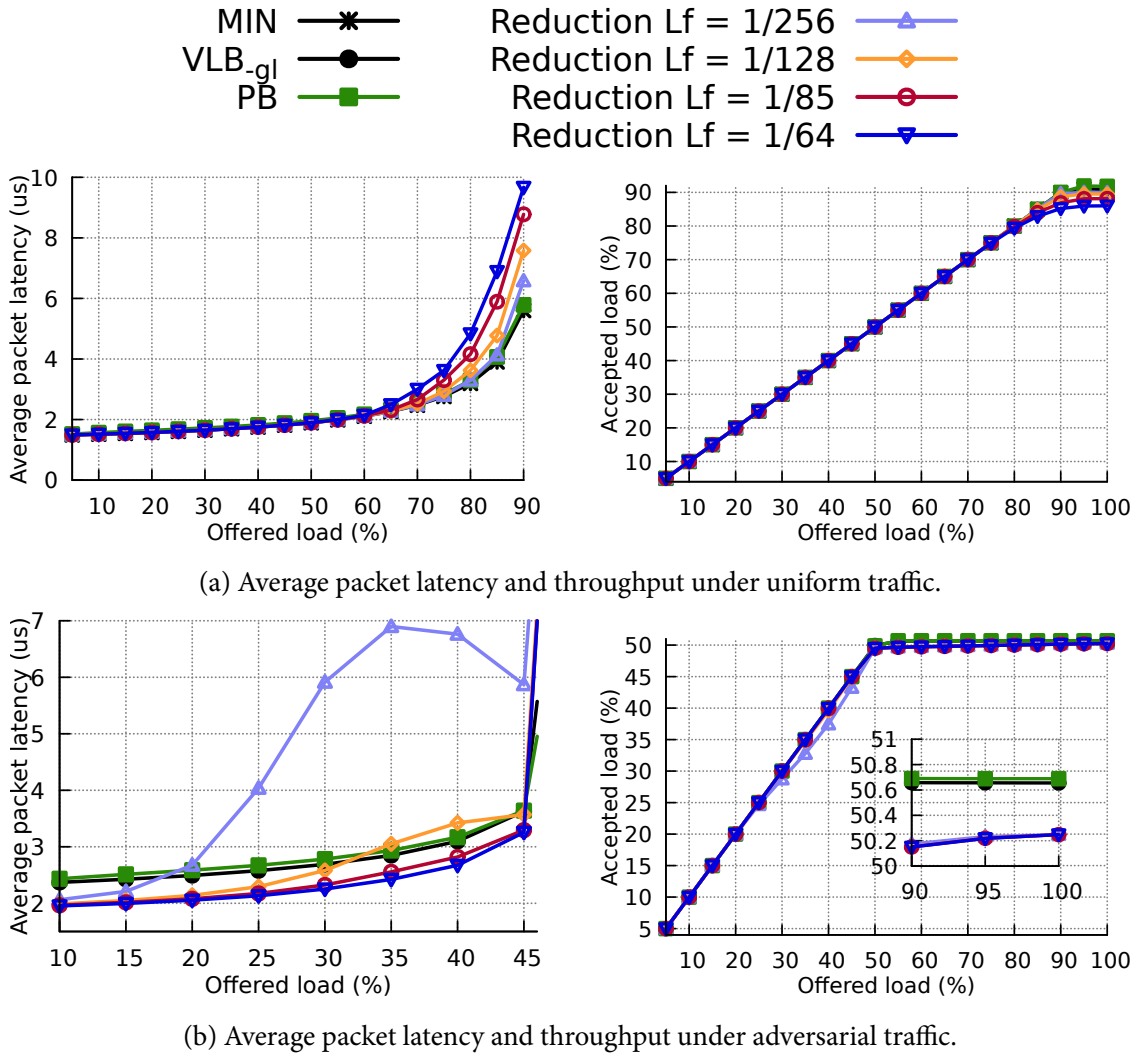 MIN
VLB-gl
PB
Reduction Lf = 1/256
Reduction Lf = 1/128
Reduction Lf = 1/85
Reduction Lf = 1/64
Average packet latency (us)
10
8
6
4
2
0
10 20 30 40 50 60 70 80 90
Offered load (%)
Accepted load (%)
90
80
70
60
50
40
30
20
10
10 20 30 40 50 60 70 80 90 100
Offered load (%)
(a) Average packet latency and throughput under uniform traffic.
Average packet latency (us)
7
6
5
4
3
2
10 15 20 25 30 35 40 45
Offered load (%)
Accepted load (%)
50
45
40
35
30
25
20
15
10
5
10 20 30 40 50 60 70 80 90 100
Offered load (%)
51
50.8
50.6
50.4
50.2
50
90 95 100
(b) Average packet latency and throughput under adversarial traffic.